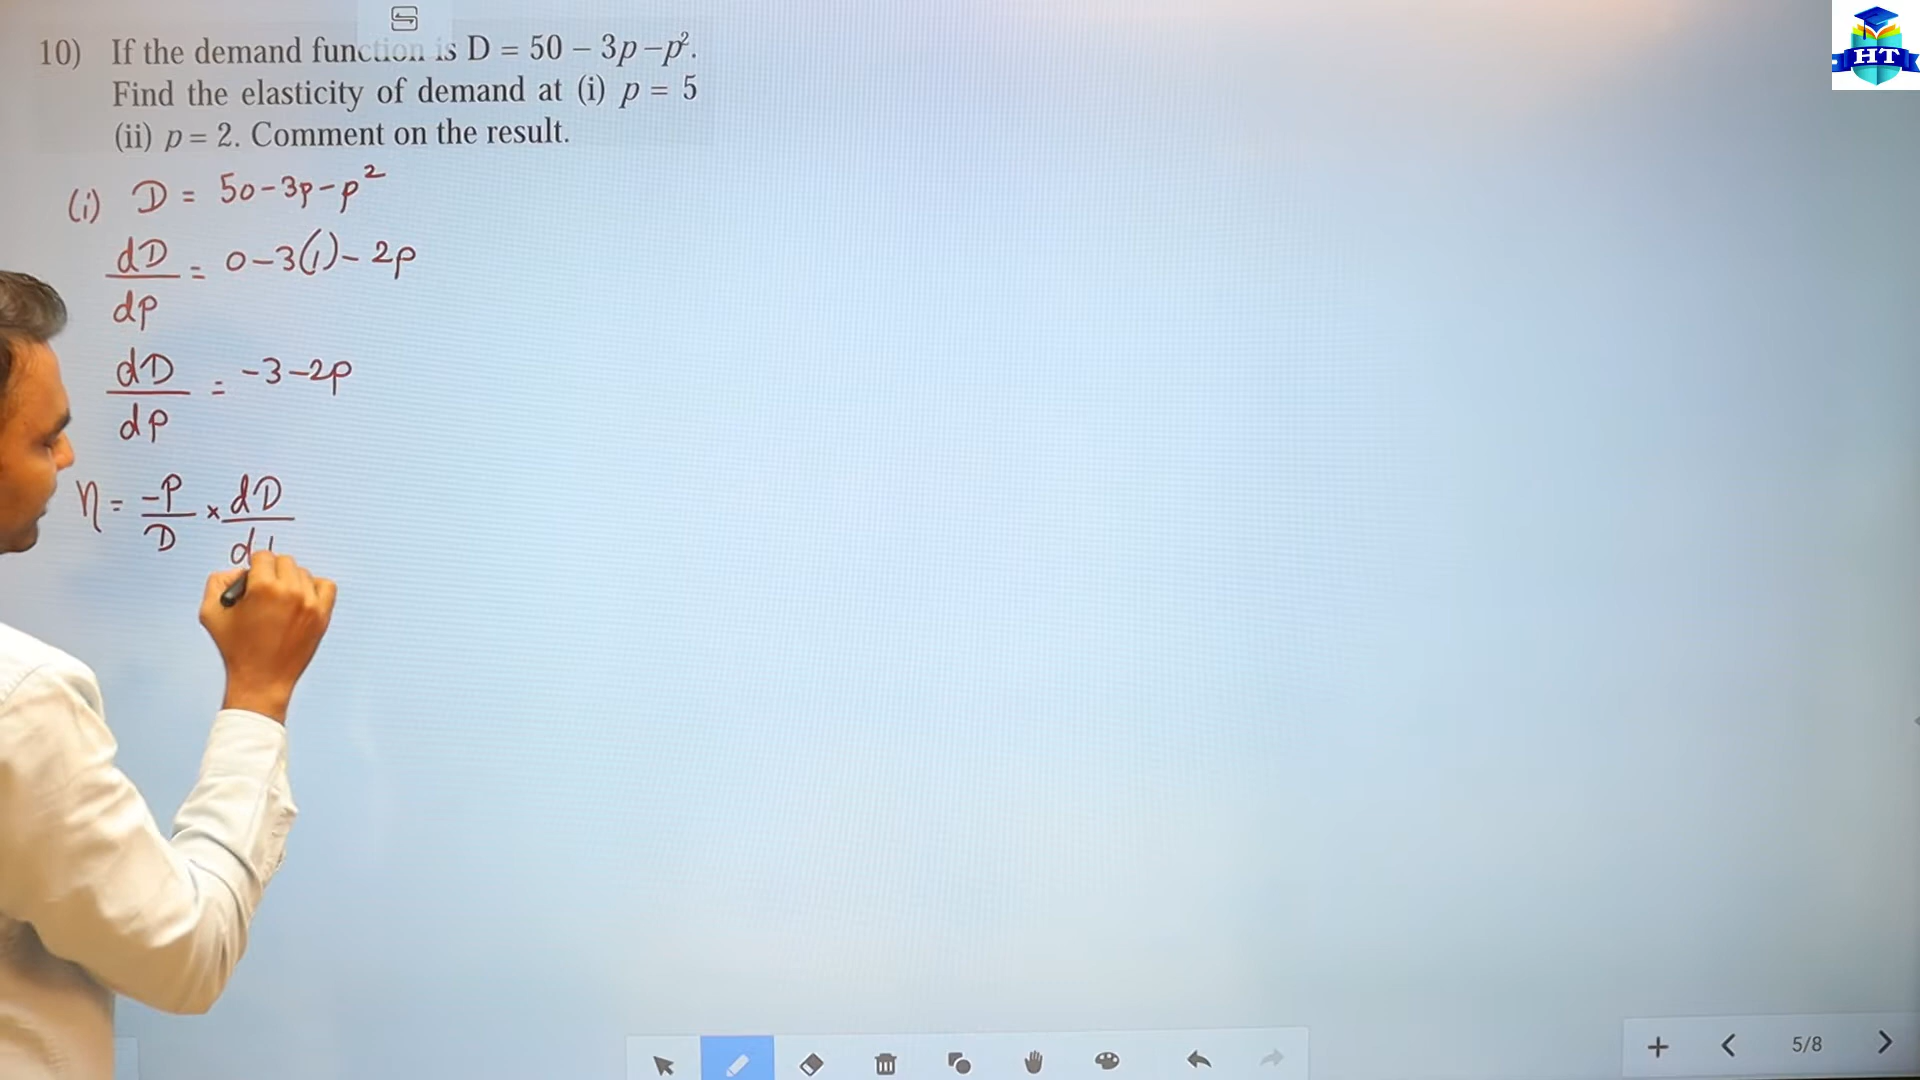 10) If the demand function is D = 50 – 3p – p².
Find the elasticity of demand at (i) p = 5
(ii) p = 2. Comment on the result.
(i) D = 50 - 3p - p²
dD/dp = 0 - 3(1) - 2p
dD/dp = -3 - 2p
η = -P/D × dD/d
HT
5/8